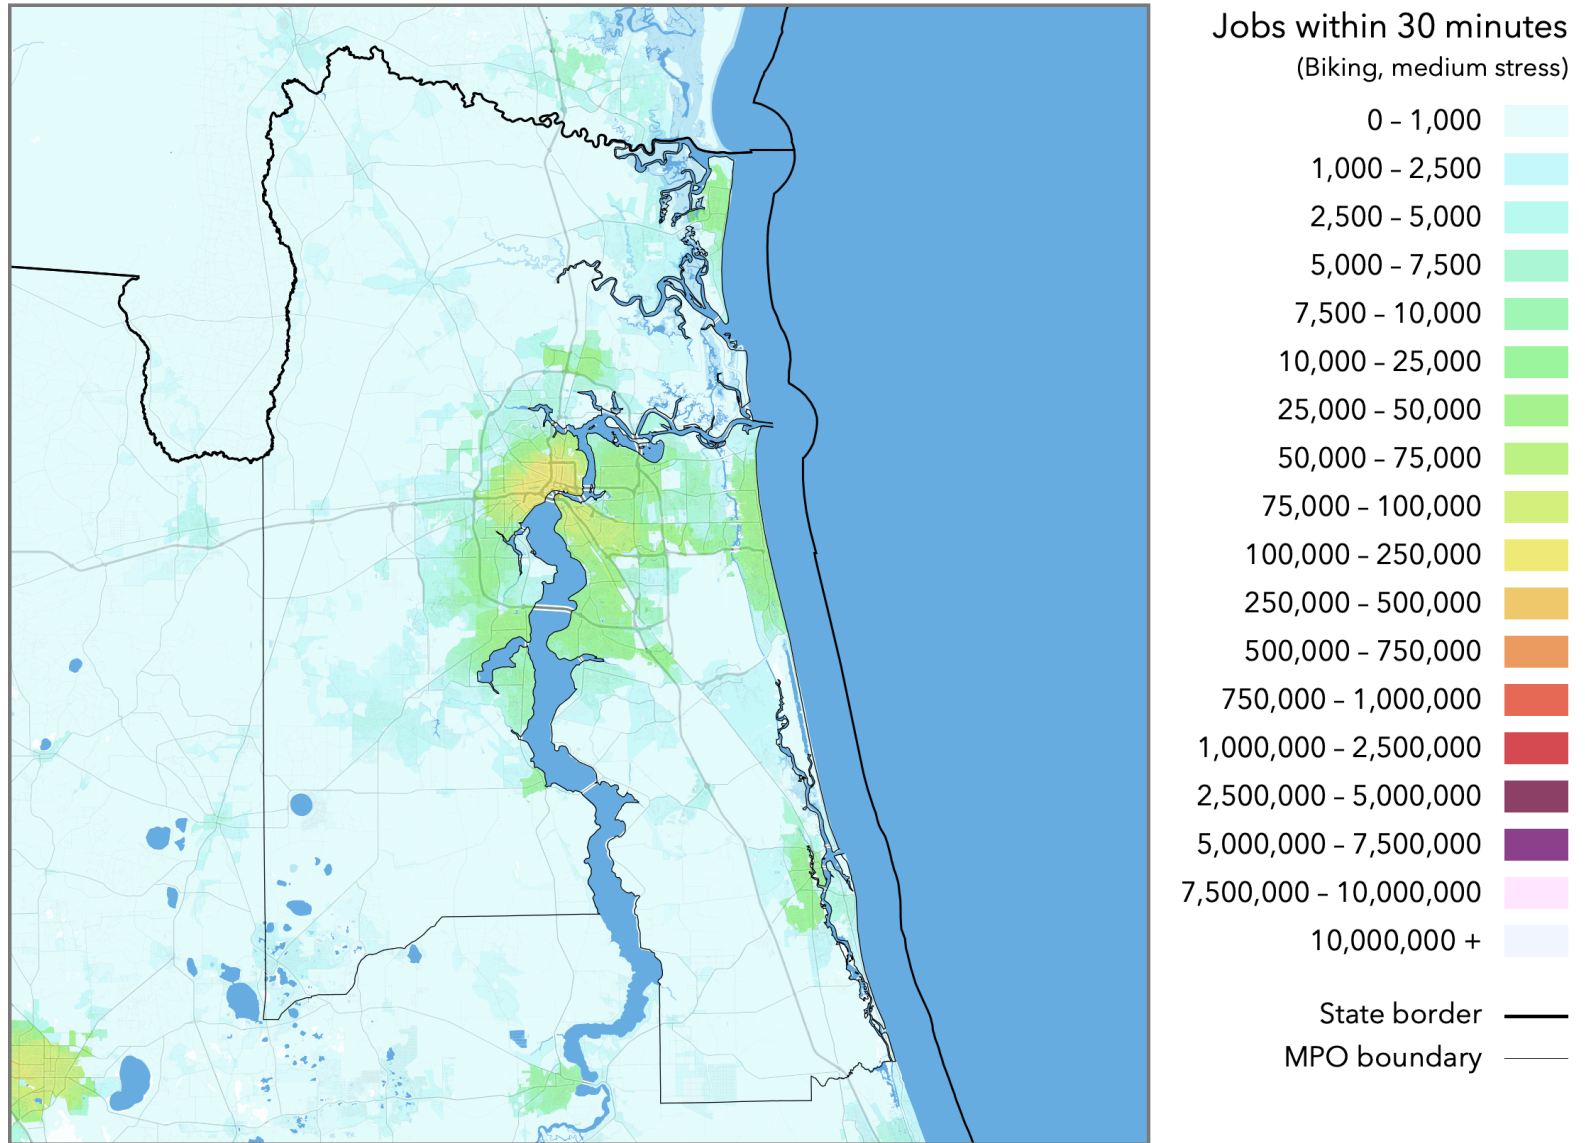 Jobs within 30 minutes
(Biking, medium stress)
0 – 1,000
1,000 – 2,500
2,500 – 5,000
5,000 – 7,500
7,500 – 10,000
10,000 – 25,000
25,000 – 50,000
50,000 – 75,000
75,000 – 100,000
100,000 – 250,000
250,000 – 500,000
500,000 – 750,000
750,000 – 1,000,000
1,000,000 – 2,500,000
2,500,000 – 5,000,000
5,000,000 – 7,500,000
7,500,000 – 10,000,000
10,000,000 +
State border
MPO boundary